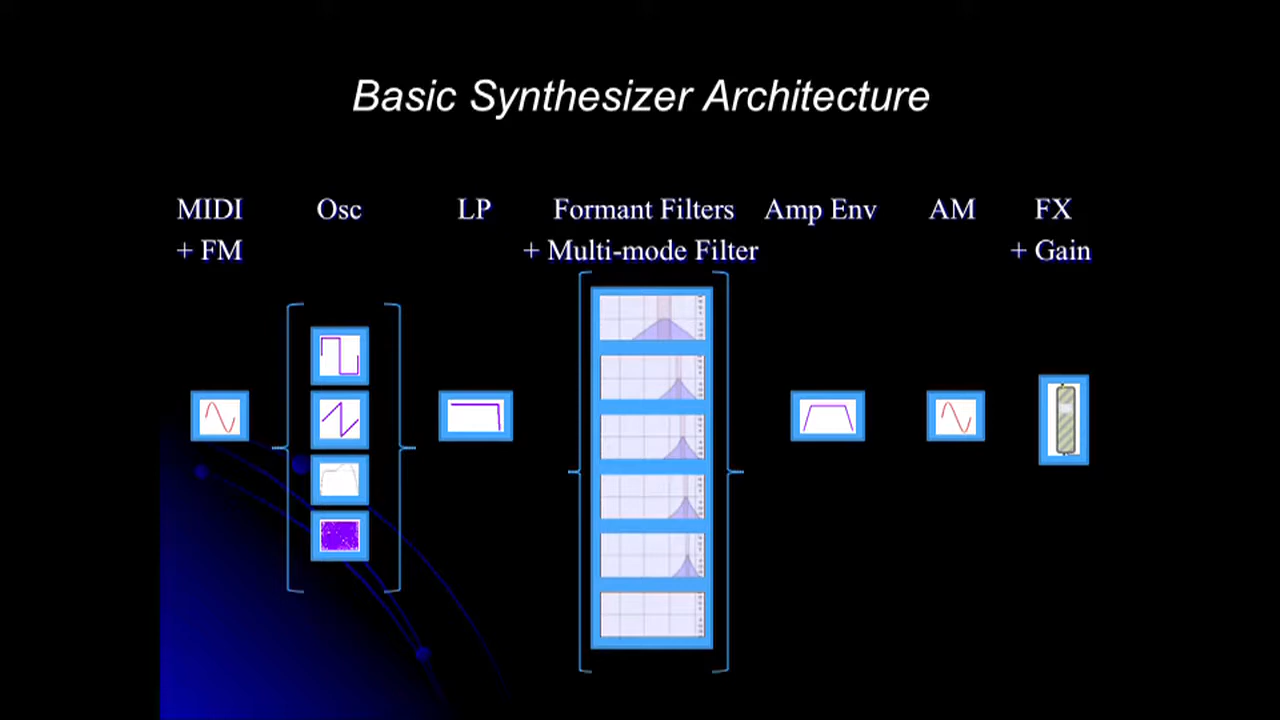 Basic Synthesizer Architecture
MIDI Osc LP Formant Filters Amp Env AM FX
+ FM + Multi-mode Filter + Gain